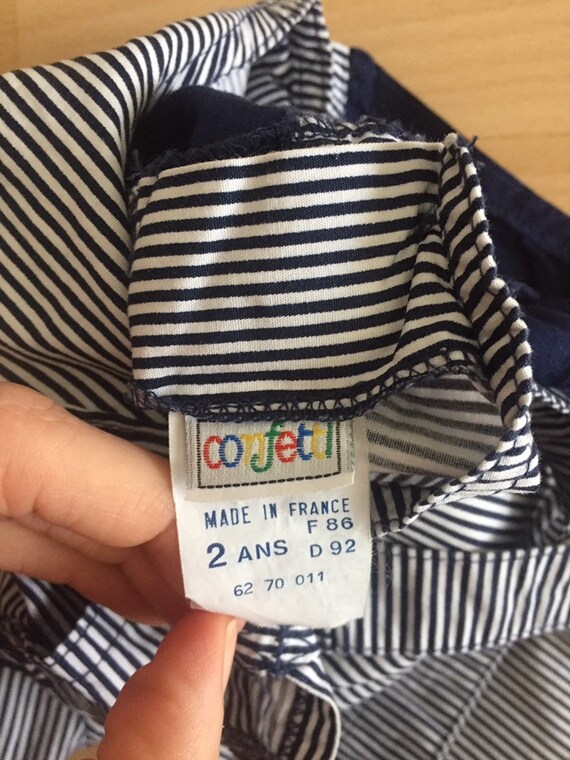 confetti
MADE IN FRANCE
F 86
2 ANS D 92
62 70 011